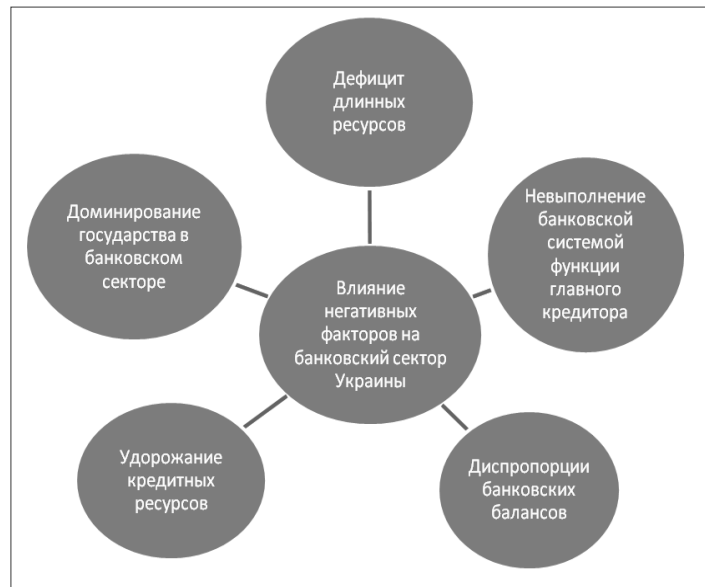 Дефицит
длинных
ресурсов
Доминирование
государства в
банковском
секторе
Невыполнение
банковской
системой
функции
главного
кредитора
Влияние
негативных
факторов на
банковский сектор
Украины
Удорожание
кредитных
ресурсов
Диспропорции
банковских
балансов